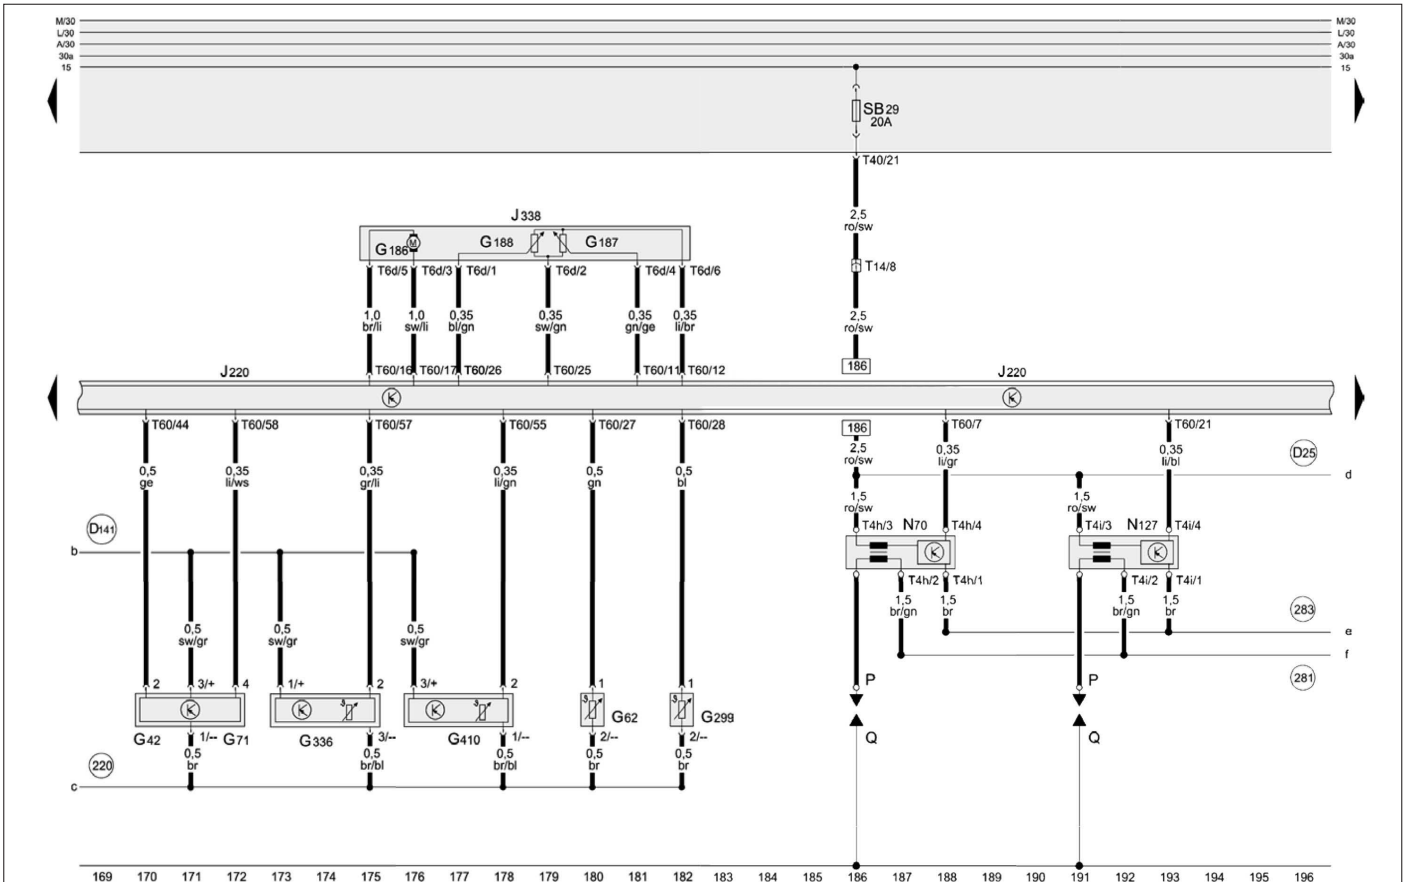 M/30 M/30
L/30 L/30
A/30 A/30
30a 30a
15 15
SB29
20A
T40/21
2,5
ro/sw
J338
G186 M G188 G187
T14/8
T6d/5 T6d/3 T6d/1 T6d/2 T6d/4 T6d/6
1,0 1,0 0,35 0,35 0,35 0,35 2,5
br/li sw/li bl/gn sw/gn gn/ge li/br ro/sw
186
J220 T60/16 T60/17 T60/26 T60/25 T60/11 T60/12 J220
T60/44 T60/58 T60/57 T60/55 T60/27 T60/28 186 T60/7 T60/21
2,5 0,35 0,35
ro/sw li/gr li/bl
D25
0,5 0,35 0,35 0,35 0,5 0,5 d
ge li/ws gr/li li/gn gn bl
1,5 1,5
ro/sw ro/sw
D141 T4h/3 N70 T4h/4 T4i/3 N127 T4i/4
b
T4h/2 T4h/1 T4i/2 T4i/1
1,5 1,5 1,5 1,5
br/gn br br/gn br
283
0,5 0,5 0,5 e
sw/gr sw/gr sw/gr
f
281
2 3/+ 4 1/+ 2 3/+ 2 1 1 P P
ϑ ϑ ϑ ϑ
G62 G299
G42 1/-- G71 G336 3/-- G410 1/-- 2/-- 2/-- Q Q
0,5 0,5 0,5 0,5 0,5
br br/bl br/bl br br
220
c
169 170 171 172 173 174 175 176 177 178 179 180 181 182 183 184 185 186 187 188 189 190 191 192 193 194 195 196